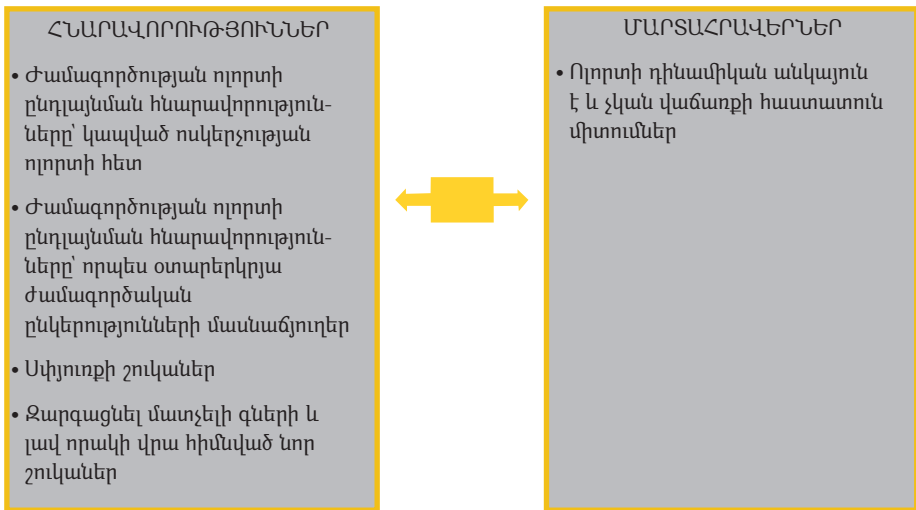 ՀՆԱՐԱՎՈՐՈՒԹՅՈՒՆՆԵՐ
• Ժամագործության ոլորտի
ընդլայնման հնարավորություն-
ները՝ կապված ոսկերչության
ոլորտի հետ
• Ժամագործության ոլորտի
ընդլայնման հնարավորություն-
ները՝ որպես օտարերկրյա
ժամագործական
ընկերությունների մասնաճյուղեր
• Սփյուռքի շուկաներ
• Զարգացնել մատչելի գների և
լավ որակի վրա հիմնված նոր
շուկաներ
ՄԱՐՏԱՀՐԱՎԵՐՆԵՐ
• Ոլորտի դինամիկան անկայուն
է և չկան վաճառքի հաստատուն
միտումներ